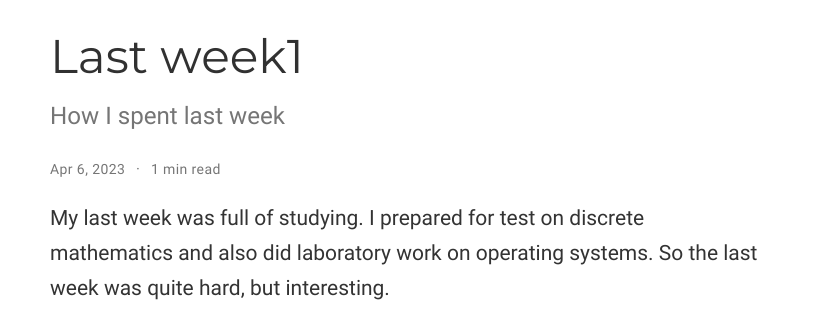 Last week1
How I spent last week
Apr 6, 2023 · 1 min read
My last week was full of studying. I prepared for test on discrete
mathematics and also did laboratory work on operating systems. So the last
week was quite hard, but interesting.